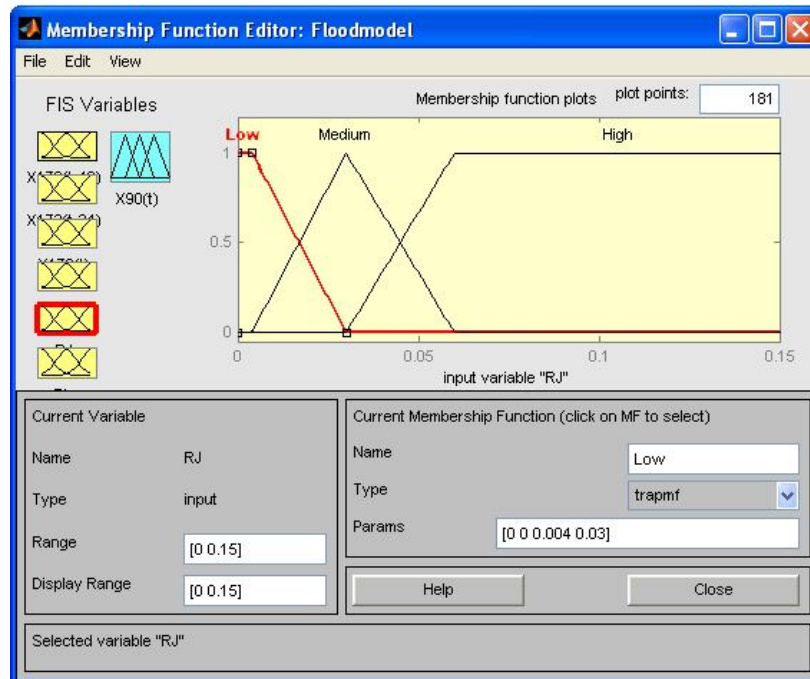 Membership Function Editor: Floodmodel
File Edit View
FIS Variables
Membership function plots plot points: 181
X90(t)
Low Medium High
1
0.5
0
0 0.05 0.1 0.15
input variable "RJ"
Current Variable
Name RJ
Type input
Range [0 0.15]
Display Range [0 0.15]
Current Membership Function (click on MF to select)
Name Low
Type trapmf
Params [0 0 0.004 0.03]
Help Close
Selected variable "RJ"